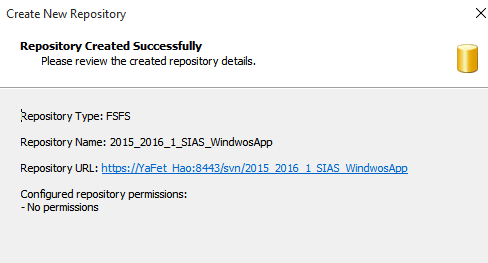 Create New Repository
Repository Created Successfully
Please review the created repository details.
Repository Type: FSFS
Repository Name: 2015_2016_1_SIAS_WindwosApp
Repository URL: https://YaFet_Hao:8443/svn/2015_2016_1_SIAS_WindwosApp
Configured repository permissions:
- No permissions